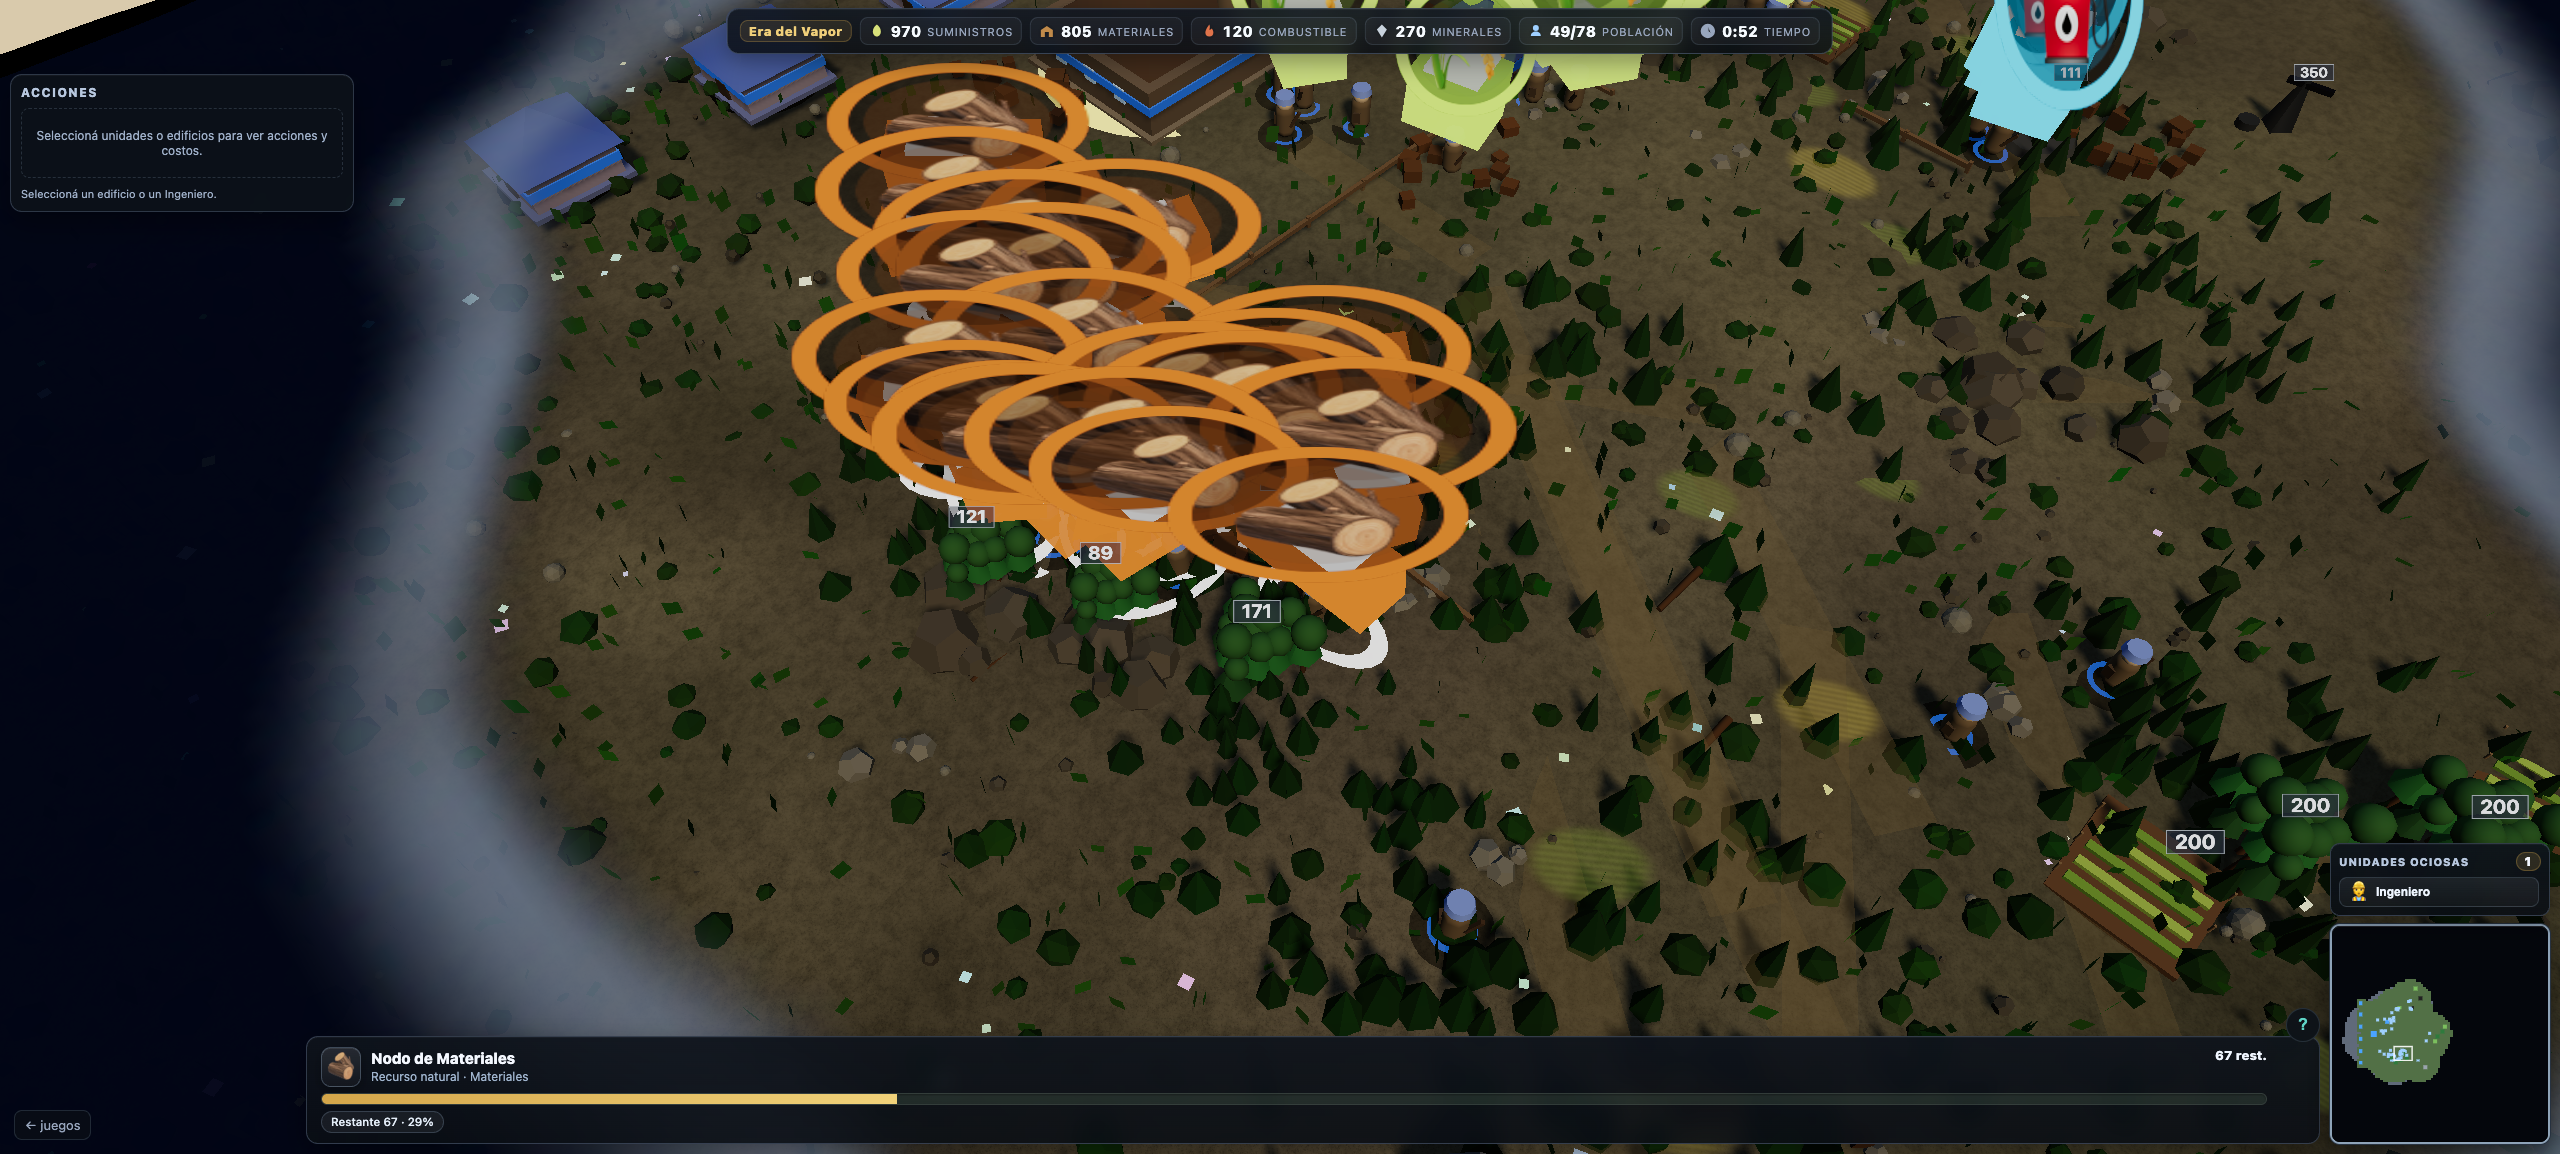 Era del Vapor
970 SUMINISTROS
805 MATERIALES
120 COMBUSTIBLE
270 MINERALES
49/78 POBLACIÓN
0:52 TIEMPO
111
350
ACCIONES
Seleccioná unidades o edificios para ver acciones y
costos.
Seleccioná un edificio o un Ingeniero.
121
89
171
200
200
200
UNIDADES OCIOSAS 1
Ingeniero
?
Nodo de Materiales
67 rest.
Recurso natural · Materiales
Restante 67 · 29%
← juegos